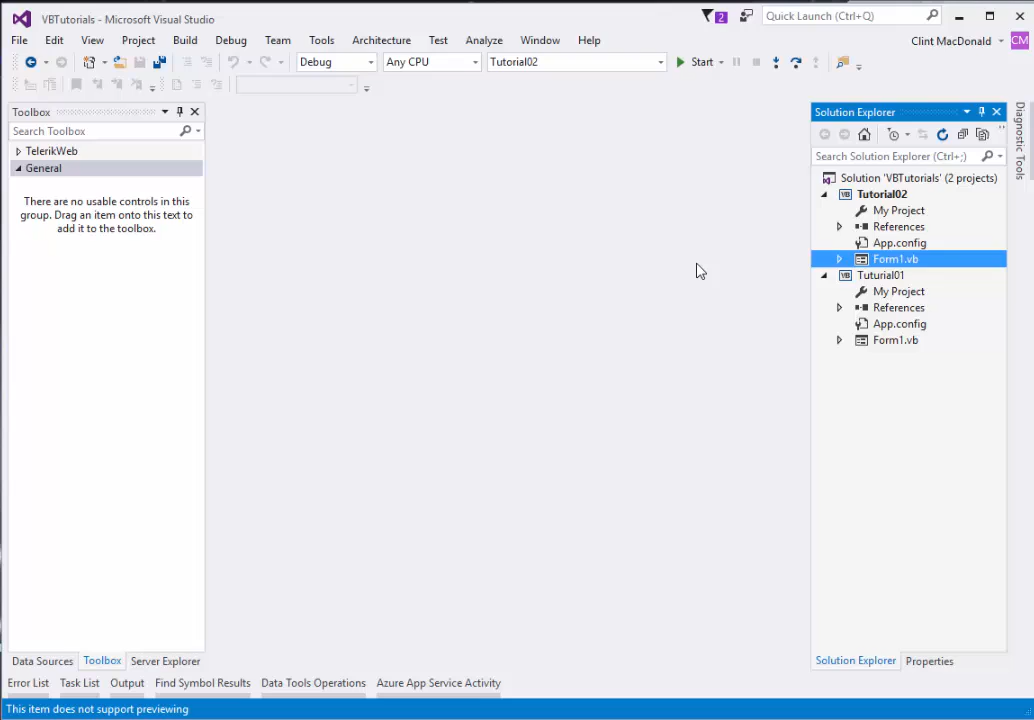 VBTutorials - Microsoft Visual Studio
2
Quick Launch (Ctrl+Q)
File Edit View Project Build Debug Team Tools Architecture Test Analyze Window Help
Clint MacDonald
CM
Debug
Any CPU
Tutorial02
Start
Toolbox
Search Toolbox
TelerikWeb
General
There are no usable controls in this
group. Drag an item onto this text to
add it to the toolbox.
Solution Explorer
Search Solution Explorer (Ctrl+;)
Solution 'VBTutorials' (2 projects)
VB Tutorial02
My Project
References
App.config
Form1.vb
VB Tuturial01
My Project
References
App.config
Form1.vb
Diagnostic Tools
Data Sources Toolbox Server Explorer
Solution Explorer Properties
Error List Task List Output Find Symbol Results Data Tools Operations Azure App Service Activity
This item does not support previewing